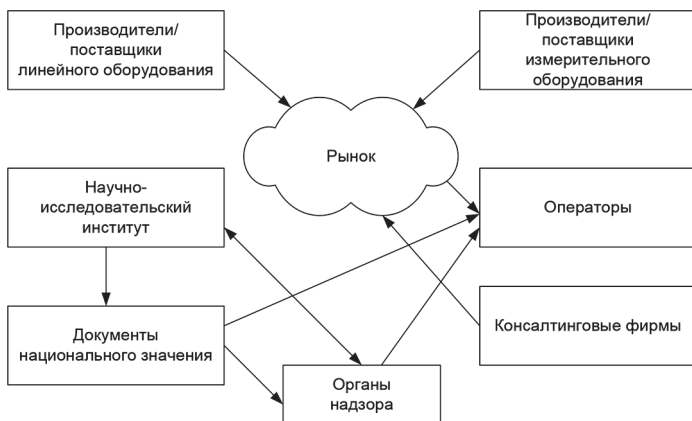 Производители/
поставщики
линейного оборудования
Производители/
поставщики
измерительного
оборудования
Рынок
Научно-
исследовательский
институт
Операторы
Документы
национального значения
Консалтинговые фирмы
Органы
надзора